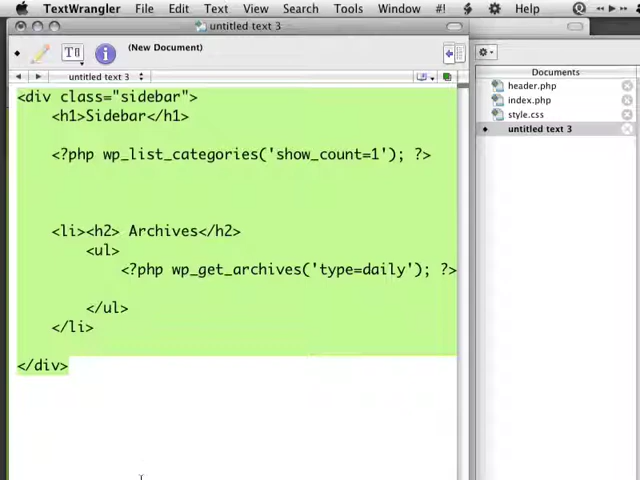 TextWrangler File Edit Text View Search Tools Window #! Help
untitled text 3
(New Document)
untitled text 3
Documents
header.php
index.php
style.css
untitled text 3
<div class="sidebar">
<h1>Sidebar</h1>
<?php wp_list_categories('show_count=1'); ?>
<li><h2> Archives</h2>
<ul>
<?php wp_get_archives('type=daily'); ?>
</ul>
</li>
</div>